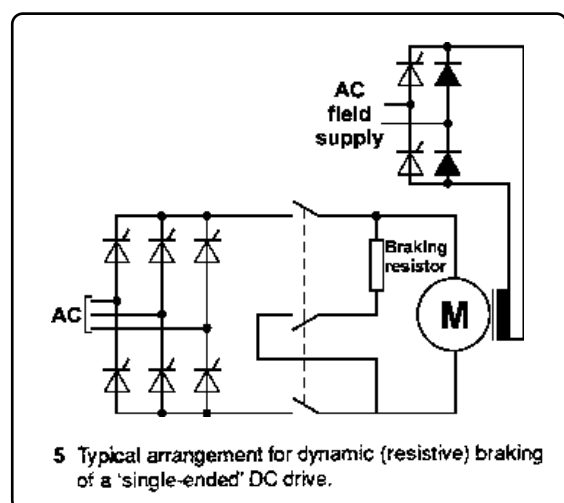 AC
field
supply
Braking
resistor
AC
M
5 Typical arrangement for dynamic (resistive) braking
of a 'single-ended" DC drive.